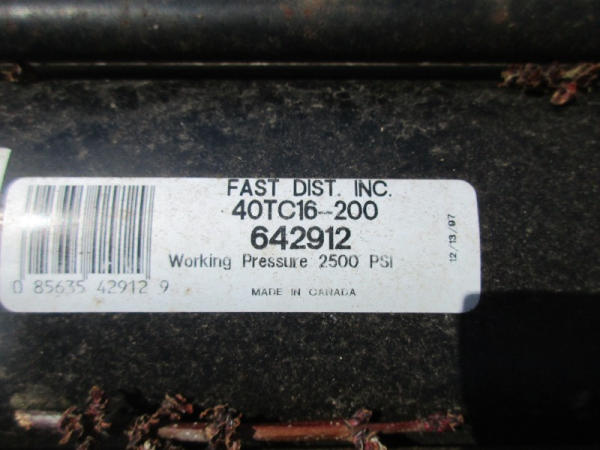 FAST DIST. INC.
40TC16-200
642912
Working Pressure 2500 PSI
MADE IN CANADA
0 85635 42912 9
12/13/97